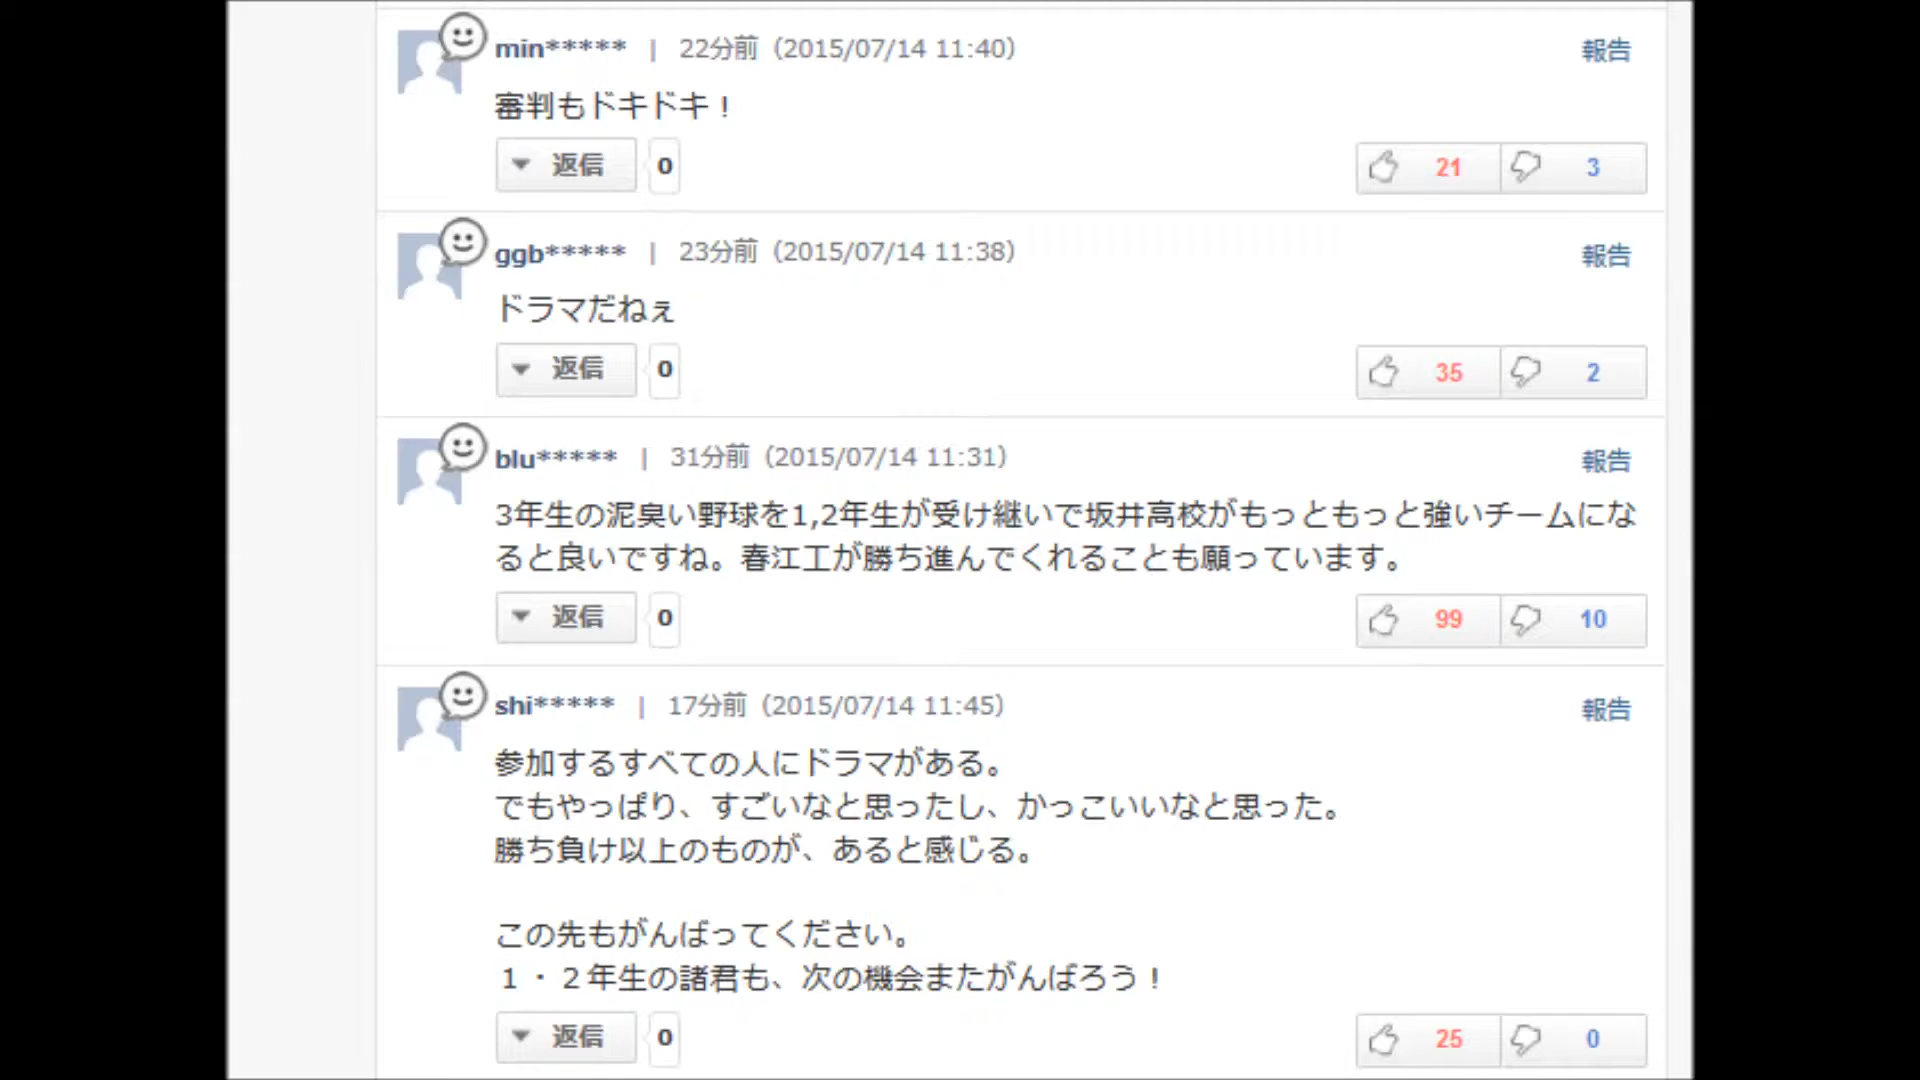 min***** | 22分前（2015/07/14 11:40） 報告
審判もドキドキ！
返信 0 21 3
ggb***** | 23分前（2015/07/14 11:38） 報告
ドラマだねぇ
返信 0 35 2
blu***** | 31分前（2015/07/14 11:31） 報告
3年生の泥臭い野球を1,2年生が受け継いで坂井高校がもっともっと強いチームにな
ると良いですね。春江工が勝ち進んでくれることも願っています。
返信 0 99 10
shi***** | 17分前（2015/07/14 11:45） 報告
参加するすべての人にドラマがある。
でもやっぱり、すごいなと思ったし、かっこいいなと思った。
勝ち負け以上のものが、あると感じる。
この先もがんばってください。
１・２年生の諸君も、次の機会またがんばろう！
返信 0 25 0